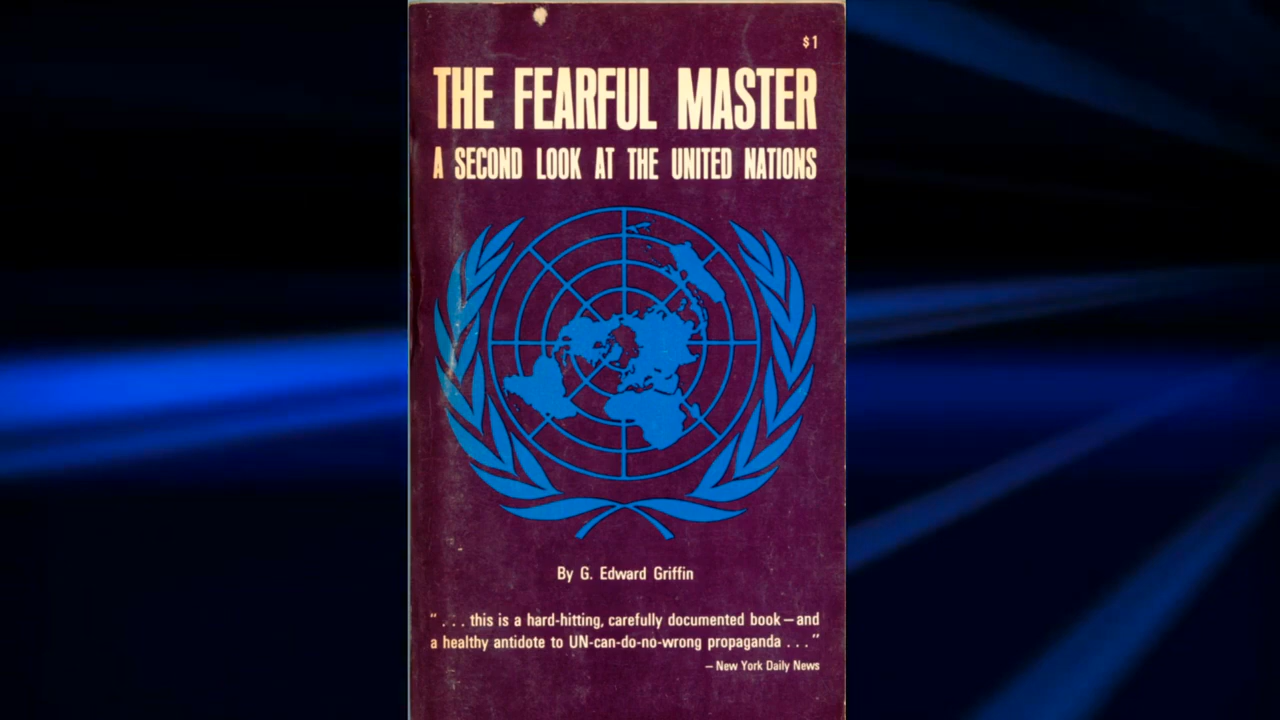 $1
THE FEARFUL MASTER
A SECOND LOOK AT THE UNITED NATIONS
By G. Edward Griffin
“ . . . this is a hard-hitting, carefully documented book—and
a healthy antidote to UN-can-do-no-wrong propaganda . . .”
— New York Daily News